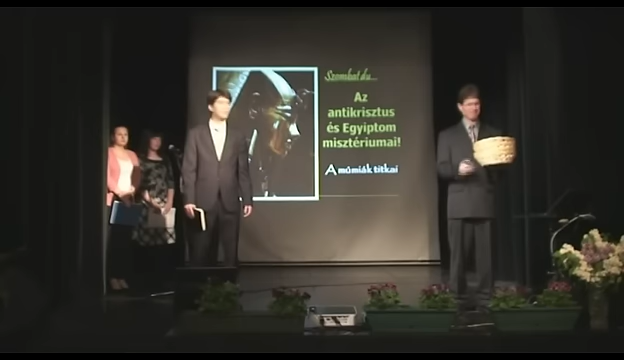 Szombat du...
Az
antikrisztus
és Egyiptom
misztériumai!
A múmiák titkai